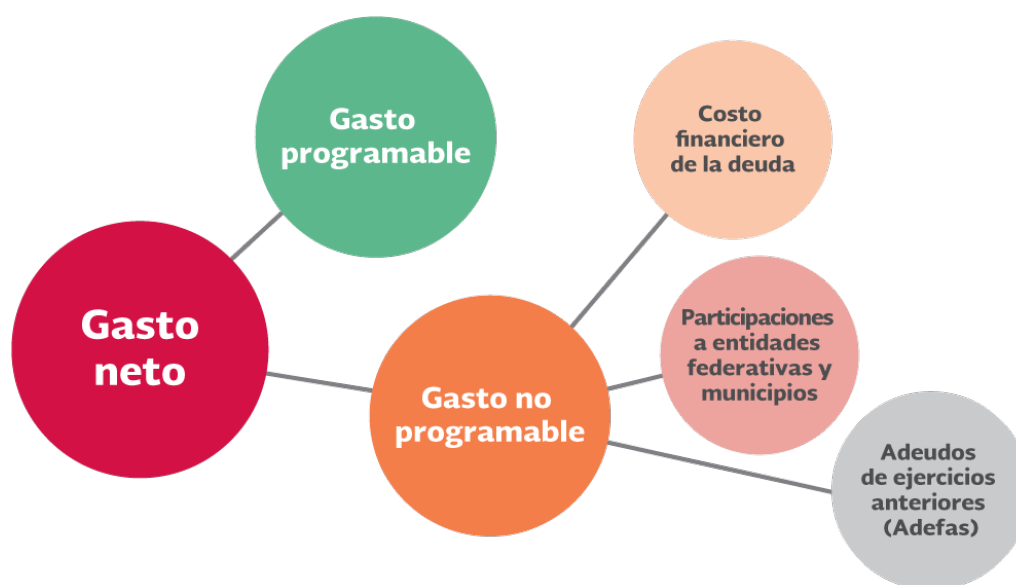 Gasto
neto
Gasto
programable
Gasto no
programable
Costo
financiero
de la deuda
Participaciones
a entidades
federativas y
municipios
Adeudos
de ejercicios
anteriores
(Adefas)